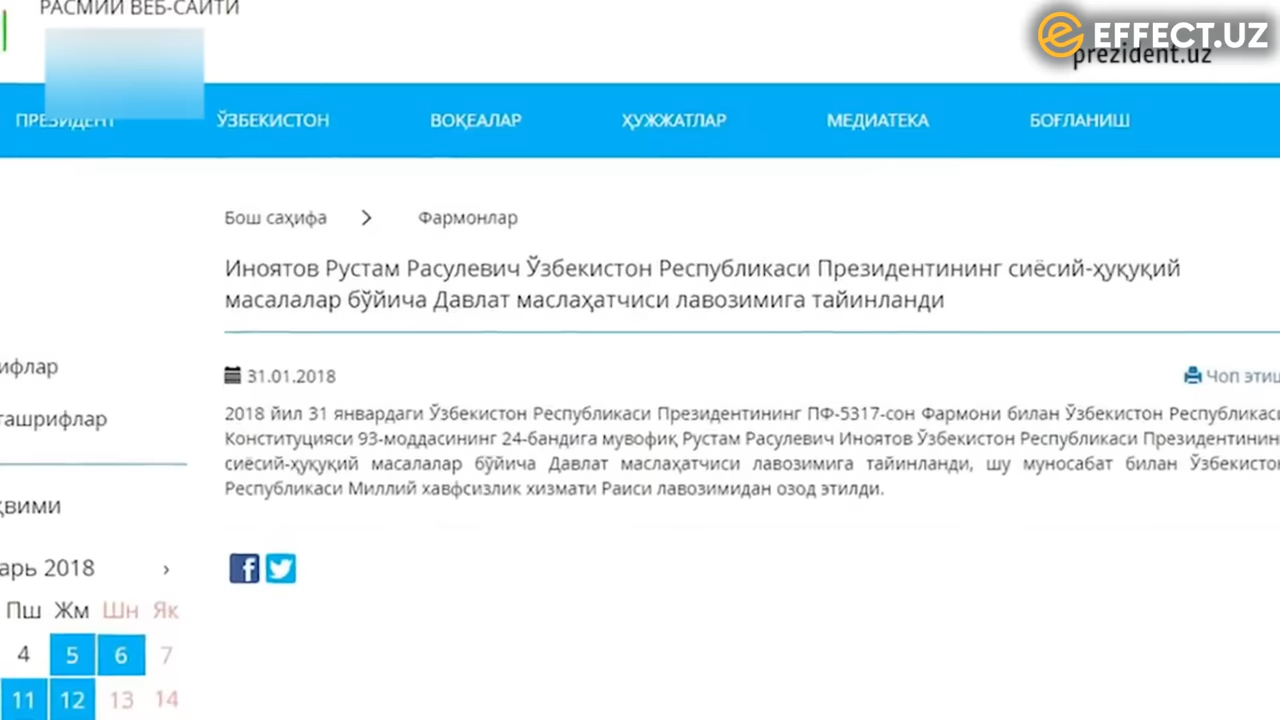 РАСМИЙ ВЕБ-САЙТИ
EFFECT.UZ
prezident.uz
ПРЕЗИДЕНТ ЎЗБЕКИСТОН ВОҚЕАЛАР ҲУЖЖАТЛАР МЕДИАТЕКА БОҒЛАНИШ
Бош саҳифа > Фармонлар
Иноятов Рустам Расулевич Ўзбекистон Республикаси Президентининг сиёсий-ҳуқуқий
масалалар бўйича Давлат маслаҳатчиси лавозимига тайинланди
ифлар
31.01.2018
Чоп этиш
ташрифлар
2018 йил 31 январдаги Ўзбекистон Республикаси Президентининг ПФ-5317-сон Фармони билан Ўзбекистон Республикаси
Конституцияси 93-моддасининг 24-бандига мувофиқ Рустам Расулевич Иноятов Ўзбекистон Республикаси Президентининг
сиёсий-ҳуқуқий масалалар бўйича Давлат маслаҳатчиси лавозимига тайинланди, шу муносабат билан Ўзбекистон
Республикаси Миллий хавфсизлик хизмати Раиси лавозимидан озод этилди.
қвими
арь 2018 ›
Пш Жм Шн Як
4 5 6 7
11 12 13 14